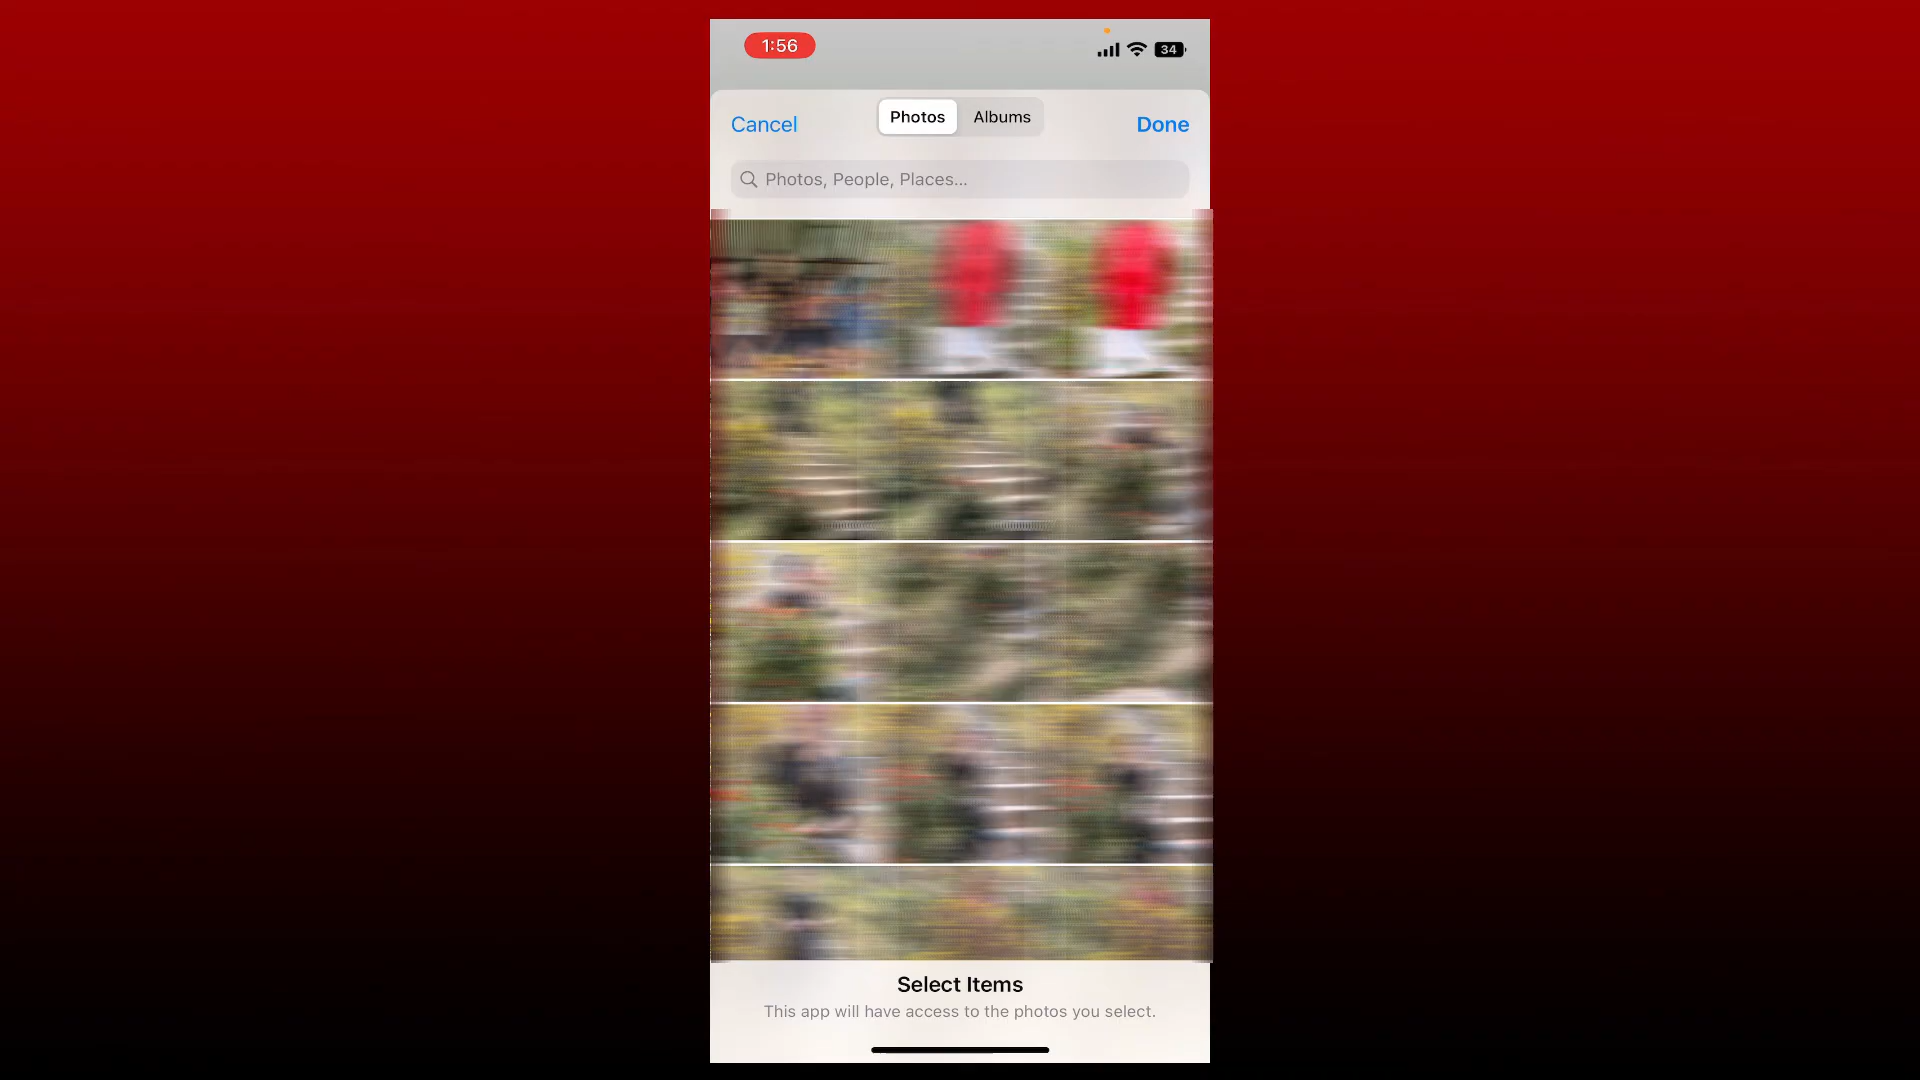 1:56
34
Cancel
Photos
Albums
Done
Photos, People, Places...
Select Items
This app will have access to the photos you select.